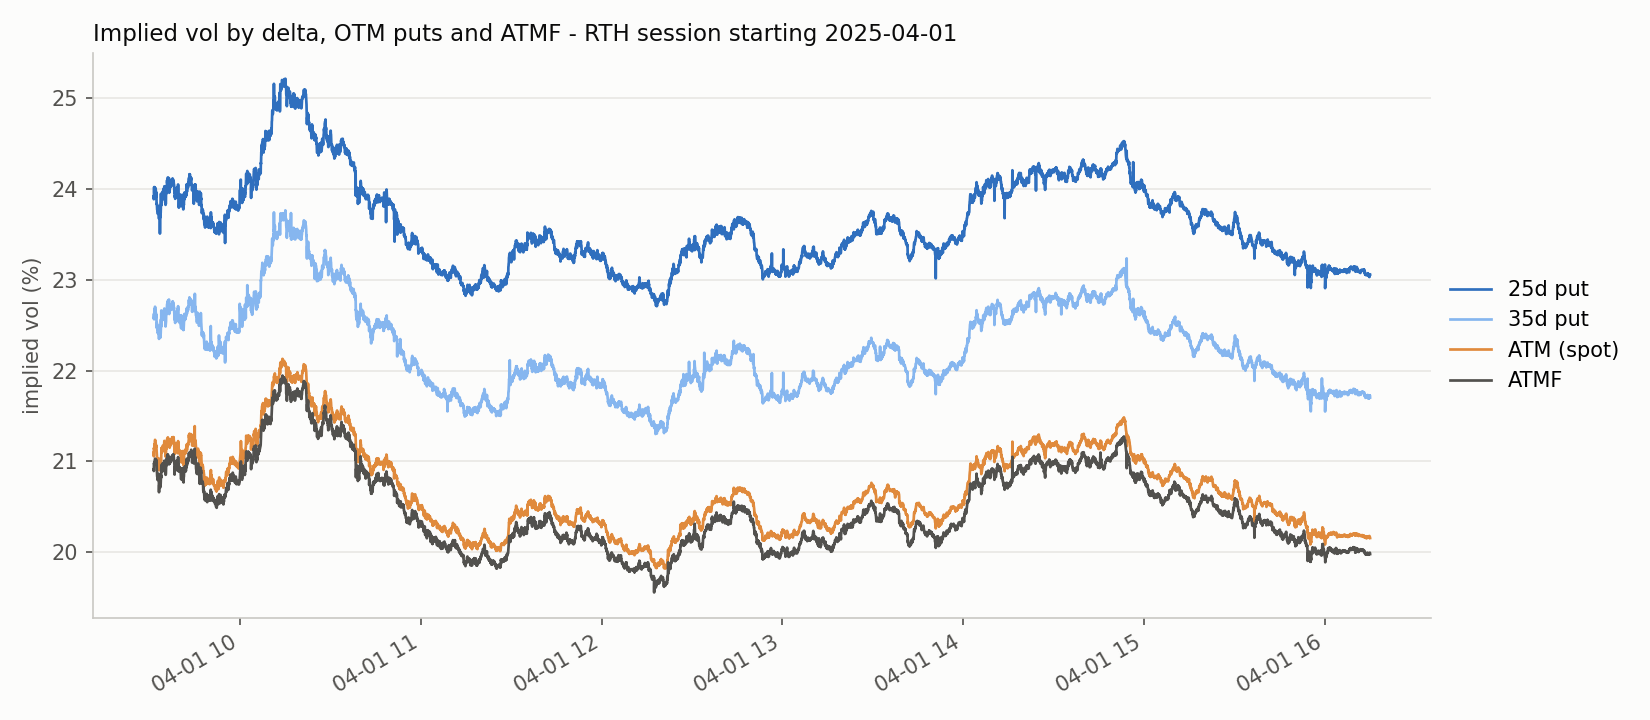 Implied vol by delta, OTM puts and ATMF - RTH session starting 2025-04-01
implied vol (%)
25
24
23
22
21
20
04-01 10
04-01 11
04-01 12
04-01 13
04-01 14
04-01 15
04-01 16
25d put
35d put
ATM (spot)
ATMF